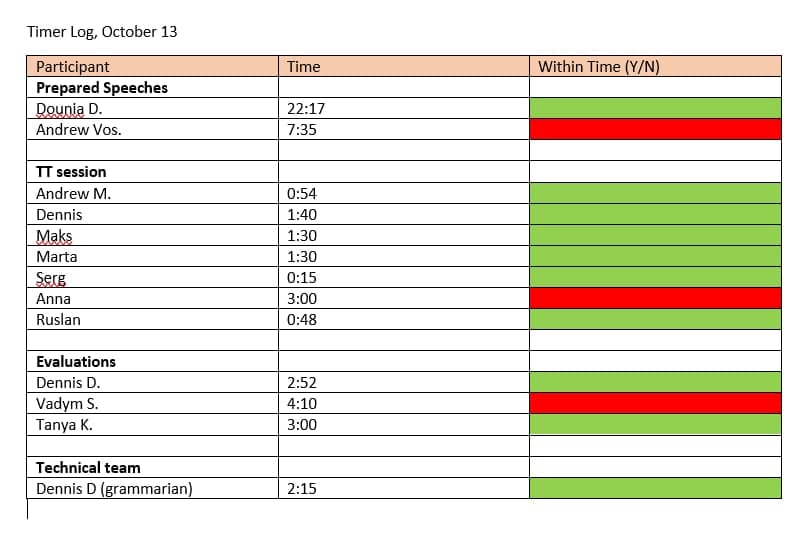 Timer Log, October 13
Participant Time Within Time (Y/N)
Prepared Speeches
Dounia D. 22:17
Andrew Vos. 7:35
TT session
Andrew M. 0:54
Dennis 1:40
Maks 1:30
Marta 1:30
Serg 0:15
Anna 3:00
Ruslan 0:48
Evaluations
Dennis D. 2:52
Vadym S. 4:10
Tanya K. 3:00
Technical team
Dennis D (grammarian) 2:15